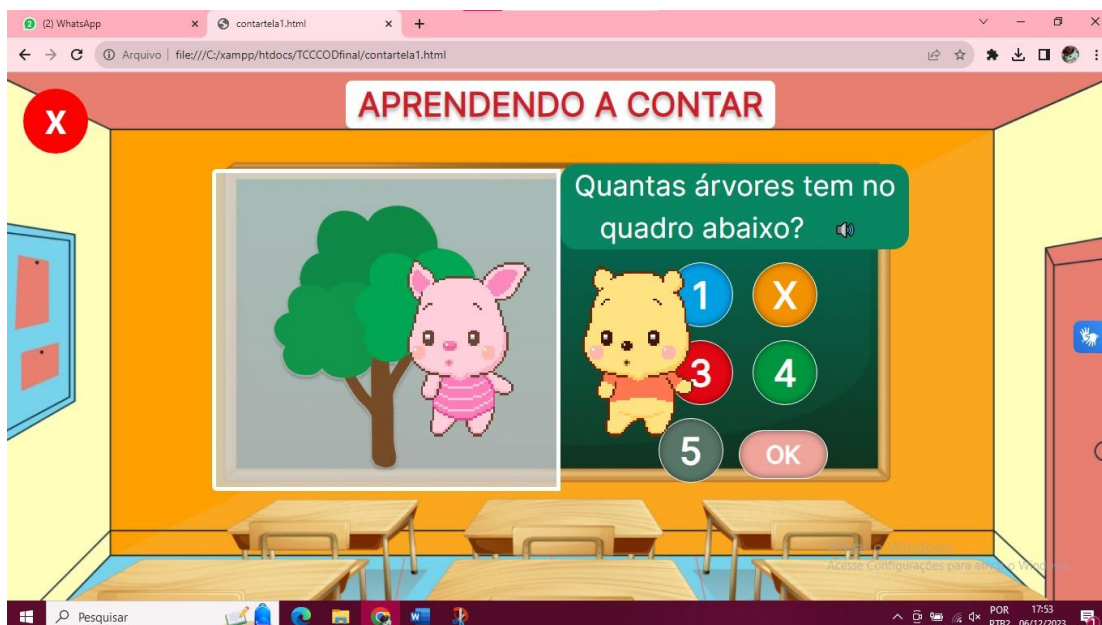 (2) WhatsApp
contartela1.html
Arquivo | file:///C:/xampp/htdocs/TCCCODfinal/contartela1.html
X
APRENDENDO A CONTAR
Quantas árvores tem no
quadro abaixo?
1 X
3 4
5 OK
Acesse Configurações para ativar o Windows.
Pesquisar
POR 17:53
PTB2 06/12/2023